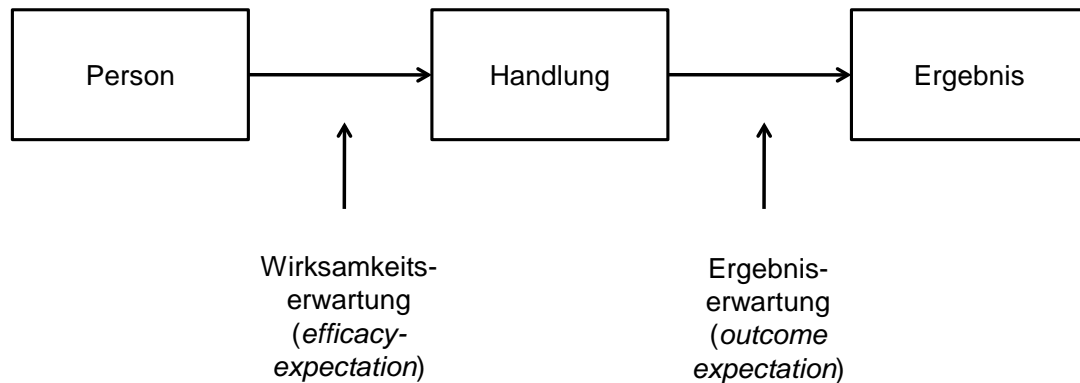 Person
Handlung
Ergebnis
Wirksamkeits-
erwartung
(efficacy-
expectation)
Ergebnis-
erwartung
(outcome
expectation)